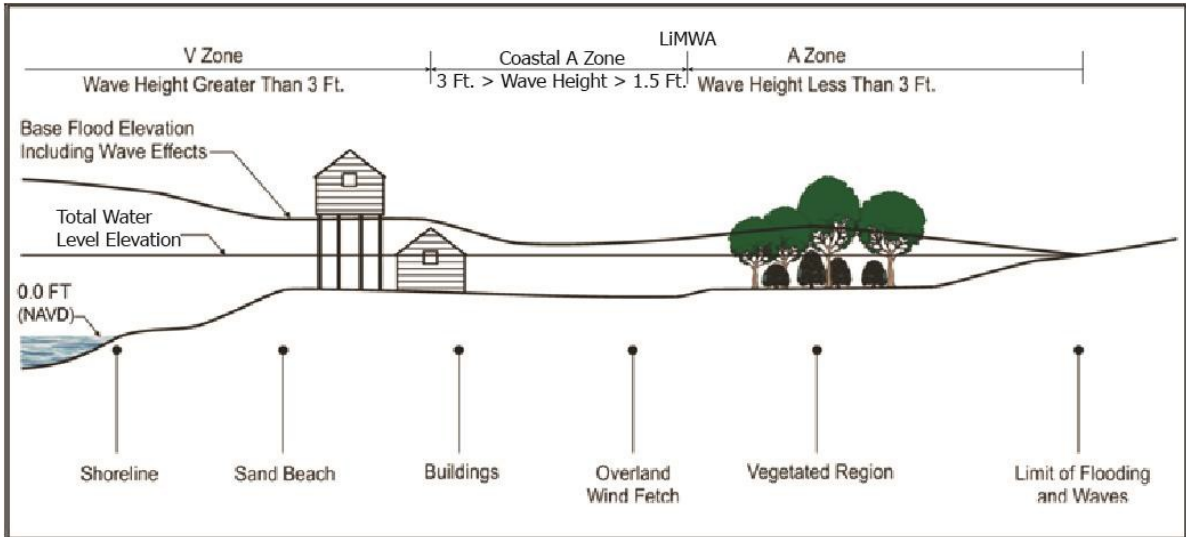 LiMWA
V Zone
Coastal A Zone
A Zone
Wave Height Greater Than 3 Ft.
3 Ft. > Wave Height > 1.5 Ft.
Wave Height Less Than 3 Ft.
Base Flood Elevation
Including Wave Effects
Total Water
Level Elevation
0.0 FT
(NAVD)
Shoreline
Sand Beach
Buildings
Overland
Wind Fetch
Vegetated Region
Limit of Flooding
and Waves